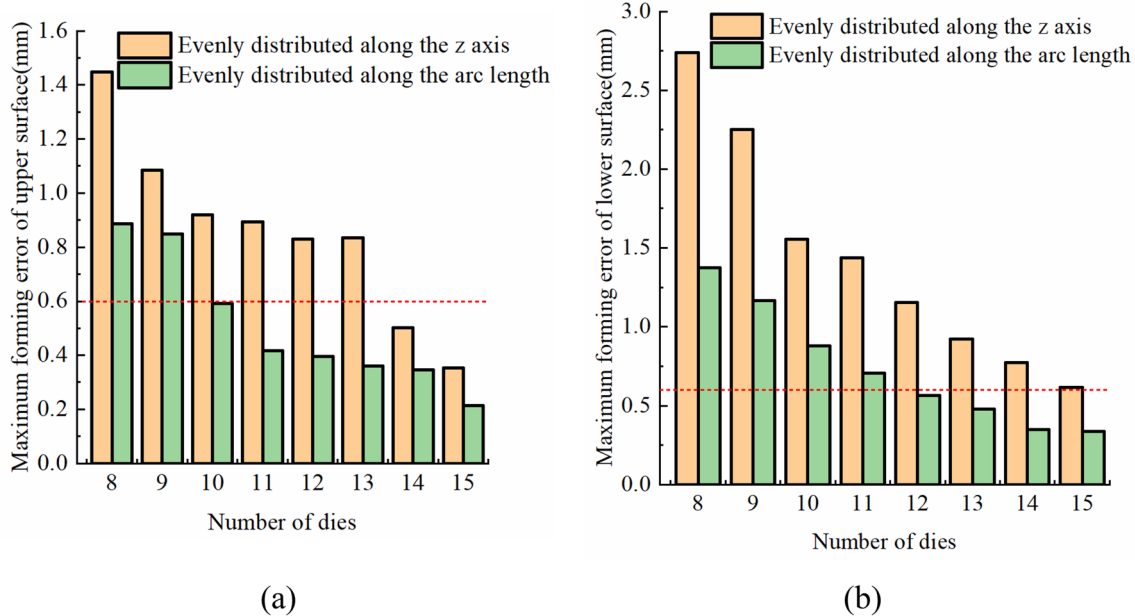 Maximum forming error of upper surface(mm)
1.6
1.4
1.2
1.0
0.8
0.6
0.4
0.2
0.0
Evenly distributed along the z axis
Evenly distributed along the arc length
8 9 10 11 12 13 14 15
Number of dies
(a)
Maximum forming error of lower surface(mm)
3.0
2.5
2.0
1.5
1.0
0.5
0.0
Evenly distributed along the z axis
Evenly distributed along the arc length
8 9 10 11 12 13 14 15
Number of dies
(b)